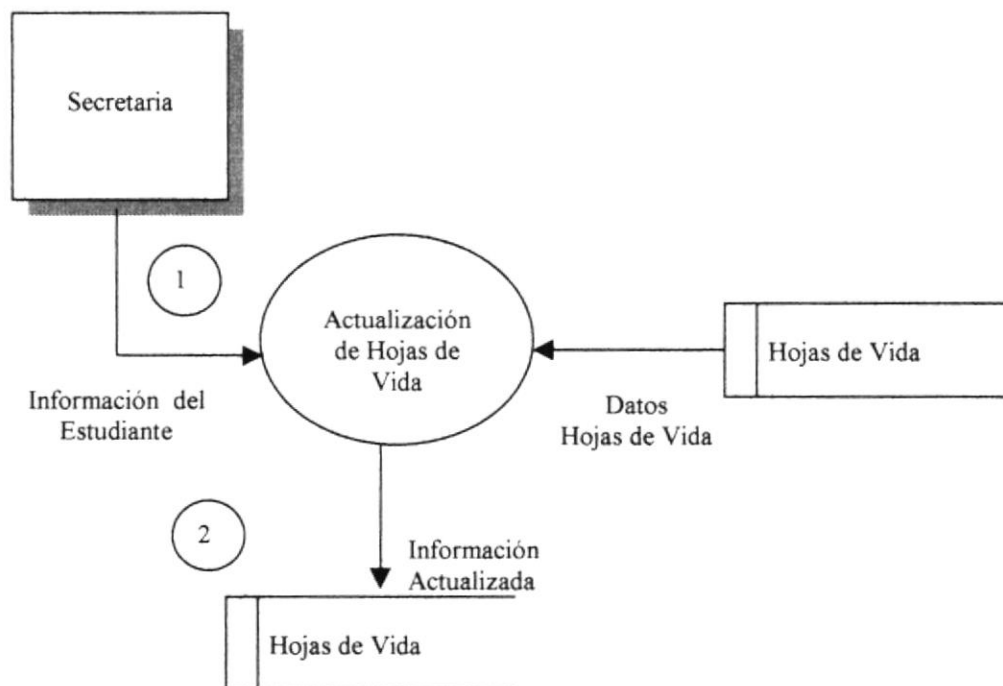 Secretaria
1
Actualización
de Hojas de
Vida
Hojas de Vida
Información del
Estudiante
Datos
Hojas de Vida
2
Información
Actualizada
Hojas de Vida